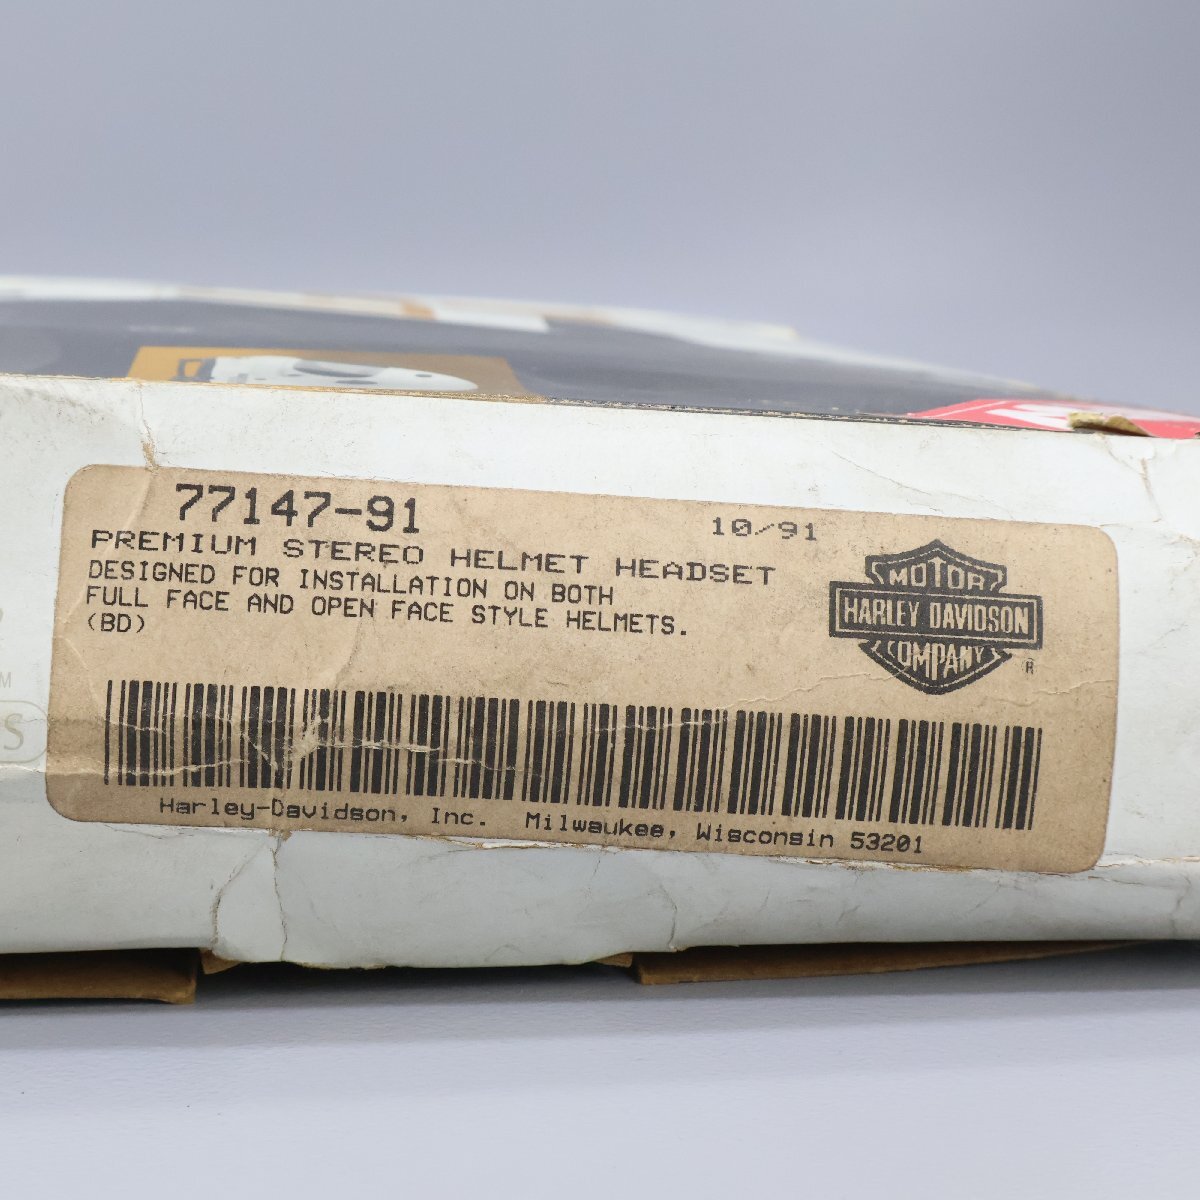 77147-91
10/91
PREMIUM STEREO HELMET HEADSET
DESIGNED FOR INSTALLATION ON BOTH
FULL FACE AND OPEN FACE STYLE HELMETS.
(BD)
MOTOR
HARLEY DAVIDSON
COMPANY
®
Harley-Davidson, Inc. Milwaukee, Wisconsin 53201